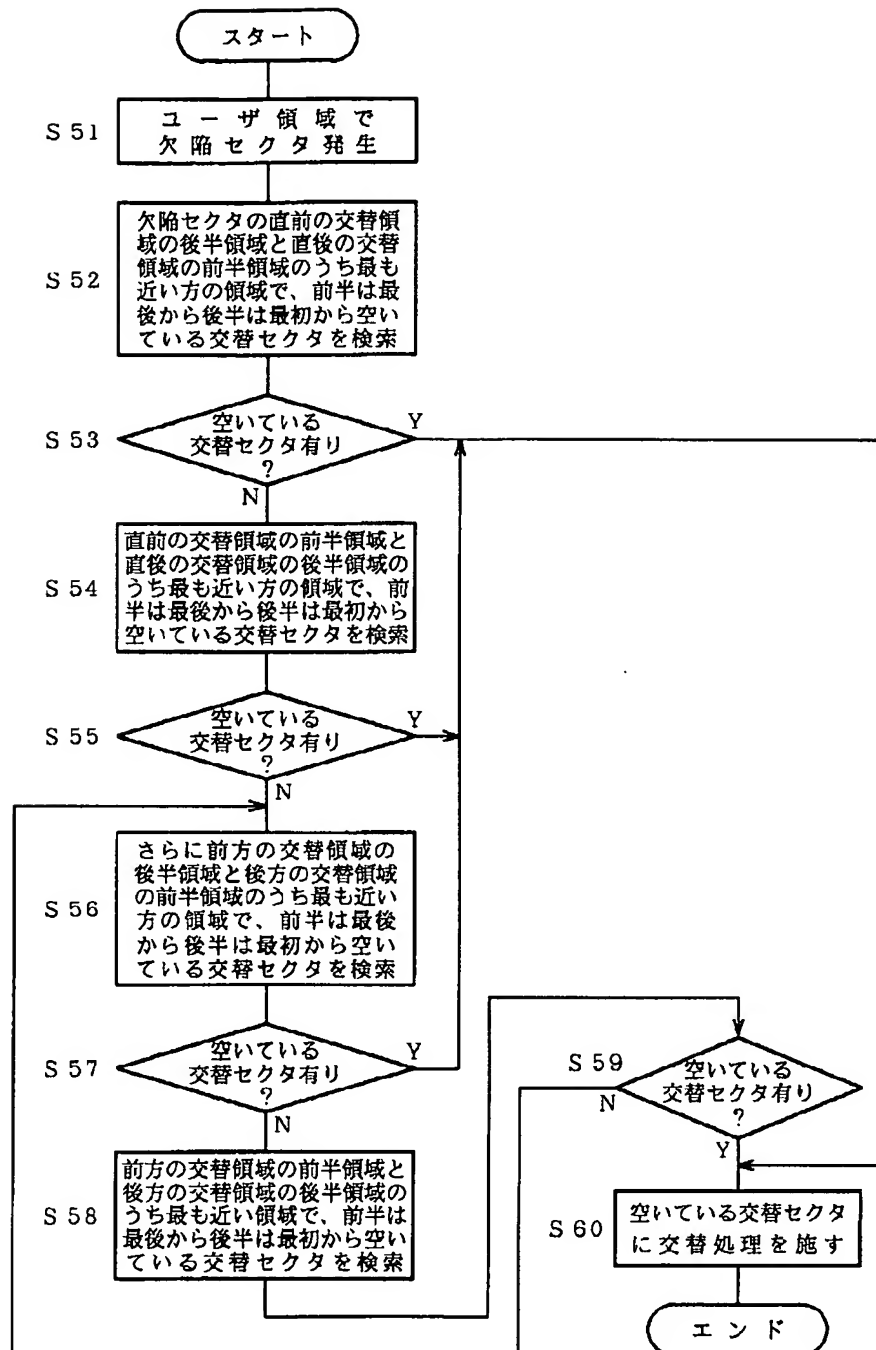 スタート
S 51
ユーザ領域で
欠陥セクタ発生
S 52
欠陥セクタの直前の交替領
域の後半領域と直後の交替
領域の前半領域のうち最も
近い方の領域で、前半は最
後から後半は最初から空い
ている交替セクタを検索
S 53
空いている
交替セクタ有り
?
Y
N
S 54
直前の交替領域の前半領域と
直後の交替領域の後半領域の
うち最も近い方の領域で、前
半は最後から後半は最初から
空いている交替セクタを検索
S 55
空いている
交替セクタ有り
?
Y
N
S 56
さらに前方の交替領域の
後半領域と後方の交替領域
の前半領域のうち最も近い
方の領域で、前半は最後
から後半は最初から空い
ている交替セクタを検索
S 57
空いている
交替セクタ有り
?
Y
N
S 58
前方の交替領域の前半領域と
後方の交替領域の後半領域の
うち最も近い領域で、前半は
最後から後半は最初から空い
ている交替セクタを検索
S 59
空いている
交替セクタ有り
?
N
Y
S 60
空いている交替セクタ
に交替処理を施す
エンド